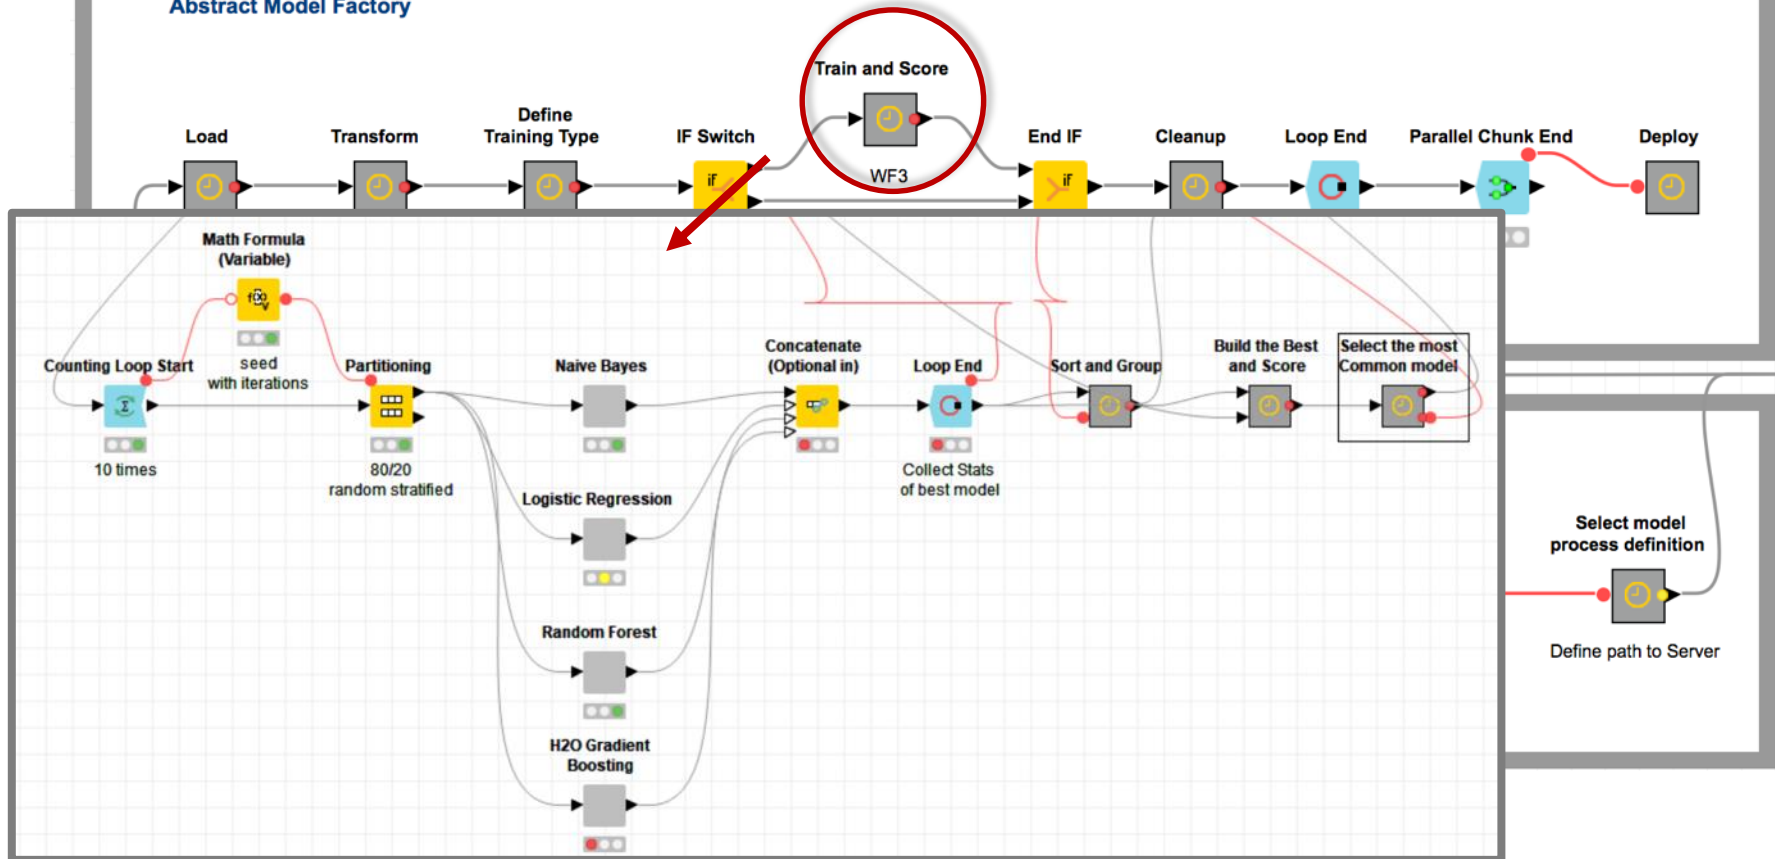 Abstract Model Factory
Train and Score
Define
Load
Transform
Training Type
IF Switch
End IF
Cleanup
Loop End
Parallel Chunk End
Deploy
iF
iF
WF3
Math Formula
(Variable)
Counting Loop Start
seed
with iterations
Partitioning
Naive Bayes
Concatenate
(Optional in)
Loop End
Sort and Group
Build the Best
and Score
Select the most
Common model
Σ
10 times
80/20
random stratified
Collect Stats
of best model
Logistic Regression
Select model
process definition
Random Forest
Define path to Server
H2O Gradient
Boosting